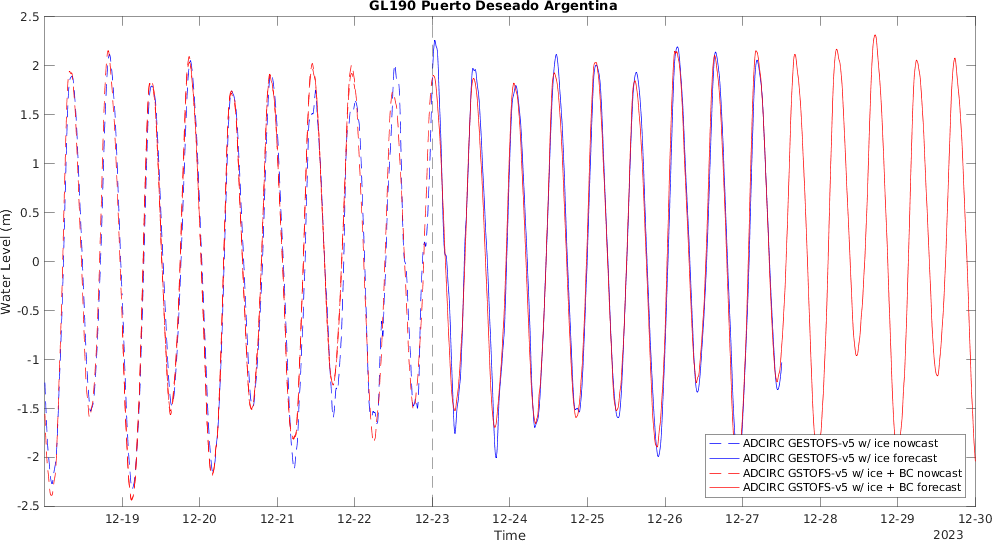 GL190 Puerto Deseado Argentina
2.5
2
1.5
1
0.5
0
-0.5
-1
-1.5
-2
-2.5
Water Level (m)
12-19 12-20 12-21 12-22 12-23 12-24 12-25 12-26 12-27 12-28 12-29 12-30
Time
2023
ADCIRC GESTOFS-v5 w/ ice nowcast
ADCIRC GESTOFS-v5 w/ ice forecast
ADCIRC GSTOFS-v5 w/ ice + BC nowcast
ADCIRC GSTOFS-v5 w/ ice + BC forecast